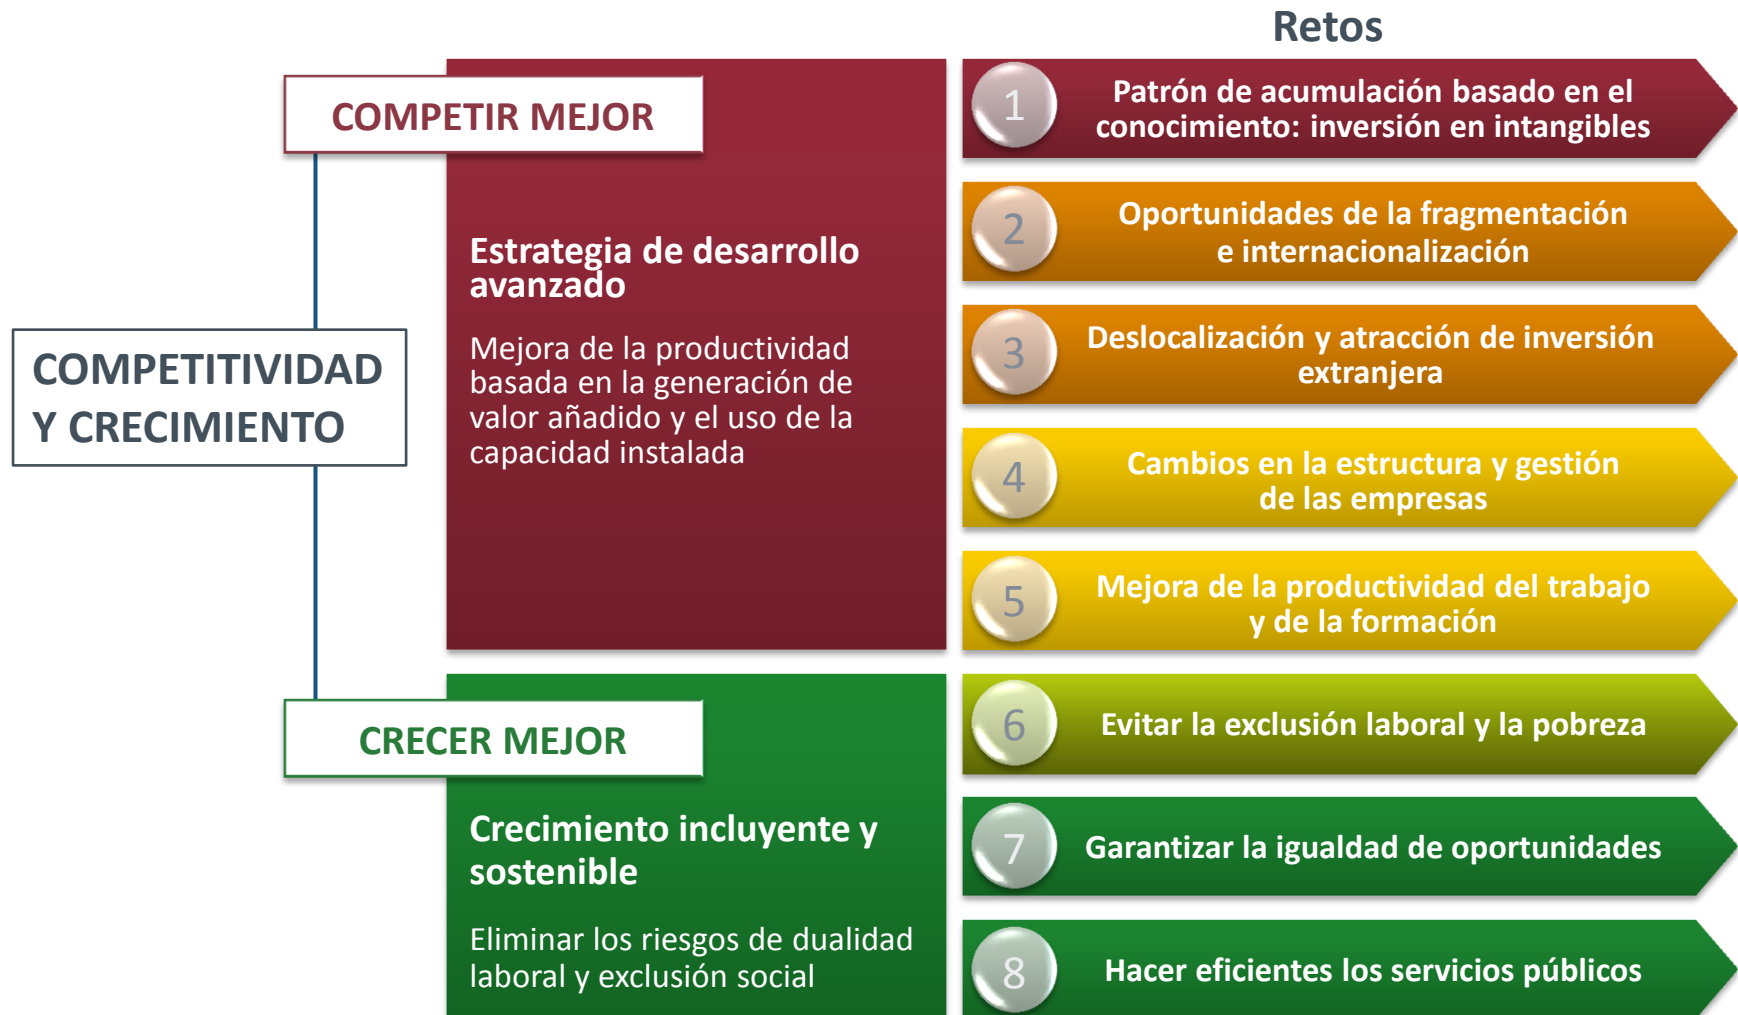 Retos
COMPETITIVIDAD
Y CRECIMIENTO
COMPETIR MEJOR
Estrategia de desarrollo
avanzado
Mejora de la productividad
basada en la generación de
valor añadido y el uso de la
capacidad instalada
1
Patrón de acumulación basado en el
conocimiento: inversión en intangibles
2
Oportunidades de la fragmentación
e internacionalización
3
Deslocalización y atracción de inversión
extranjera
4
Cambios en la estructura y gestión
de las empresas
5
Mejora de la productividad del trabajo
y de la formación
CRECER MEJOR
Crecimiento incluyente y
sostenible
Eliminar los riesgos de dualidad
laboral y exclusión social
6
Evitar la exclusión laboral y la pobreza
7
Garantizar la igualdad de oportunidades
8
Hacer eficientes los servicios públicos